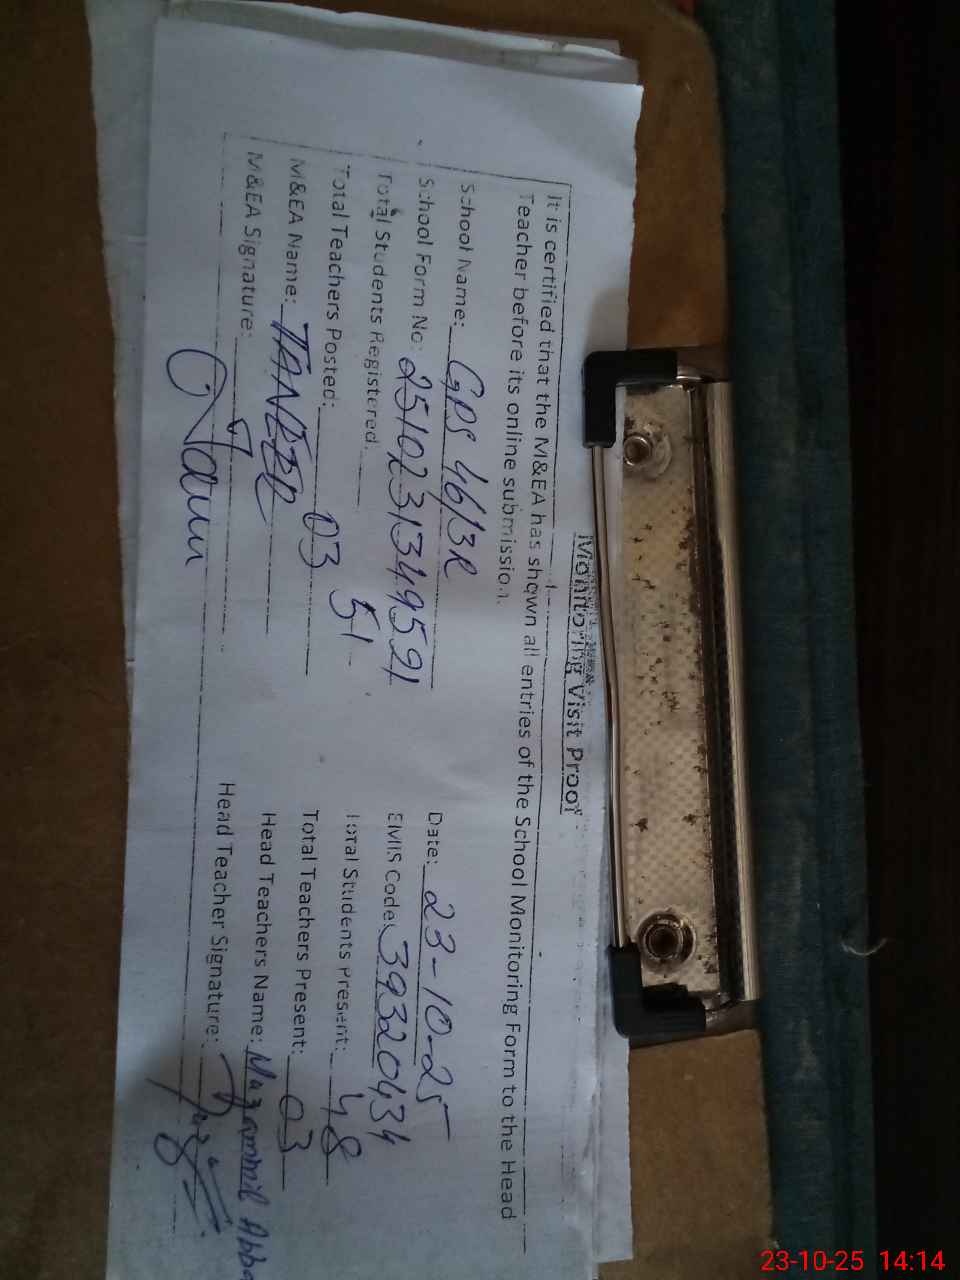 Monitoring Visit Proof
It is certified that the M&EA has shown all entries of the School Monitoring Form to the Head
Teacher before its online submission.
School Name: GPS 46/3R Date: 23-10-25
School Form No: EMIS Code: 39320434
Total Students Registered: 51 Total Students Present: 48
Total Teachers Posted: 03 Total Teachers Present: 03
M&EA Name: Head Teachers Name: Mazammil Abba
M&EA Signature: Head Teacher Signature:
23-10-25 14:14